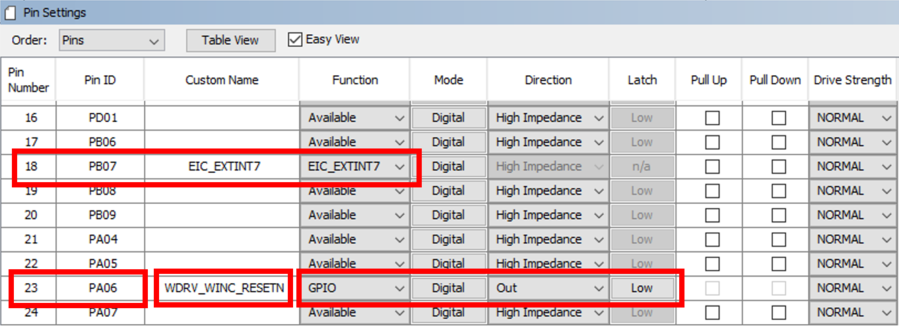 Pin Settings
Order: Pins Table View Easy View
Pin Number Pin ID Custom Name Function Mode Direction Latch Pull Up Pull Down Drive Strength
16 PD01 Available Digital High Impedance Low NORMAL
17 PB06 Available Digital High Impedance Low NORMAL
18 PB07 EIC_EXTINT7 EIC_EXTINT7 Digital High Impedance n/a NORMAL
19 PB08 Available Digital High Impedance Low NORMAL
20 PB09 Available Digital High Impedance Low NORMAL
21 PA04 Available Digital High Impedance Low NORMAL
22 PA05 Available Digital High Impedance Low NORMAL
23 PA06 WDRV_WINC_RESETN GPIO Digital Out Low NORMAL
24 PA07 Available Digital High Impedance Low NORMAL